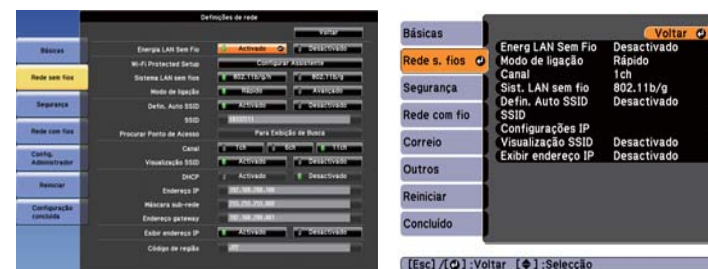 Definições de rede
Voltar
Básicas
Rede sem fios
Segurança
Rede com fios
Config. Administrador
Reiniciar
Configuração concluída
Energia LAN Sem Fio Activado Desactivado
Wi-Fi Protected Setup Configurar Assistente
Sistema LAN sem fios 802.11b/g/n 802.11b/g
Modo de ligação Rápido Avançado
Defin. Auto SSID Activado Desactivado
SSID
Procurar Ponto de Acesso Para Exibição de Busca
Canal 1ch 6ch 11ch
Visualização SSID Activado Desactivado
DHCP Activado Desactivado
Endereço IP
Máscara sub-rede
Endereço gateway
Exibir endereço IP Activado Desactivado
Código de região
Básicas
Rede s. fios
Segurança
Rede com fio
Correio
Outros
Reiniciar
Concluído
Voltar
Energ LAN Sem Fio Desactivado
Modo de ligação Rápido
Canal 1ch
Sist. LAN sem fio 802.11b/g
Defin. Auto SSID Desactivado
SSID
Configurações IP
Visualização SSID Desactivado
Exibir endereço IP Desactivado
[Esc] /[ ] :Voltar [ ] :Selecção